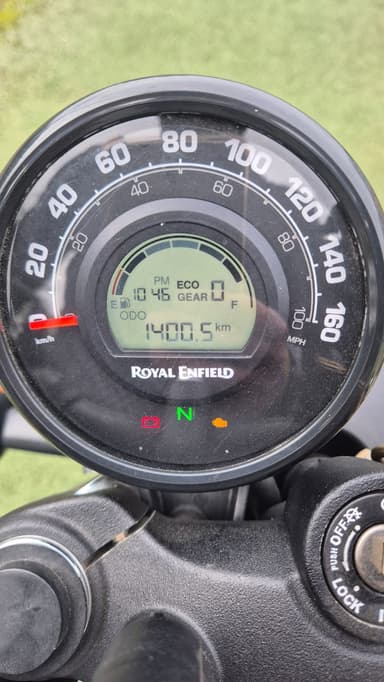 0 20 40 60 80 100 120 140 160
km/h
20 40 60 80 100
MPH
PM ECO
10 46 GEAR 0
E F
ODO
1400.5 km
ROYAL ENFIELD
N
PUSH OFF
LOCK